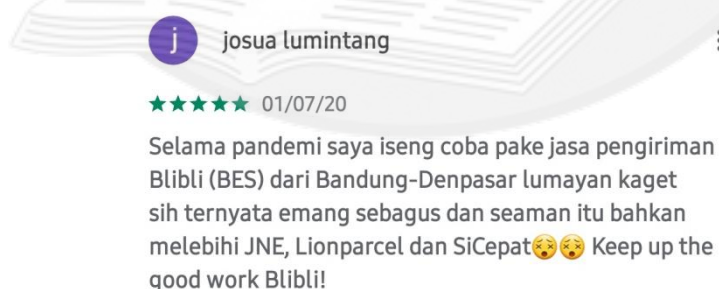 j josua lumintang
★★★★★ 01/07/20
Selama pandemi saya iseng coba pake jasa pengiriman
Blibli (BES) dari Bandung-Denpasar lumayan kaget
sih ternyata emang sebagus dan seaman itu bahkan
melebihi JNE, Lionparcel dan SiCepat😵😵 Keep up the
good work Blibli!